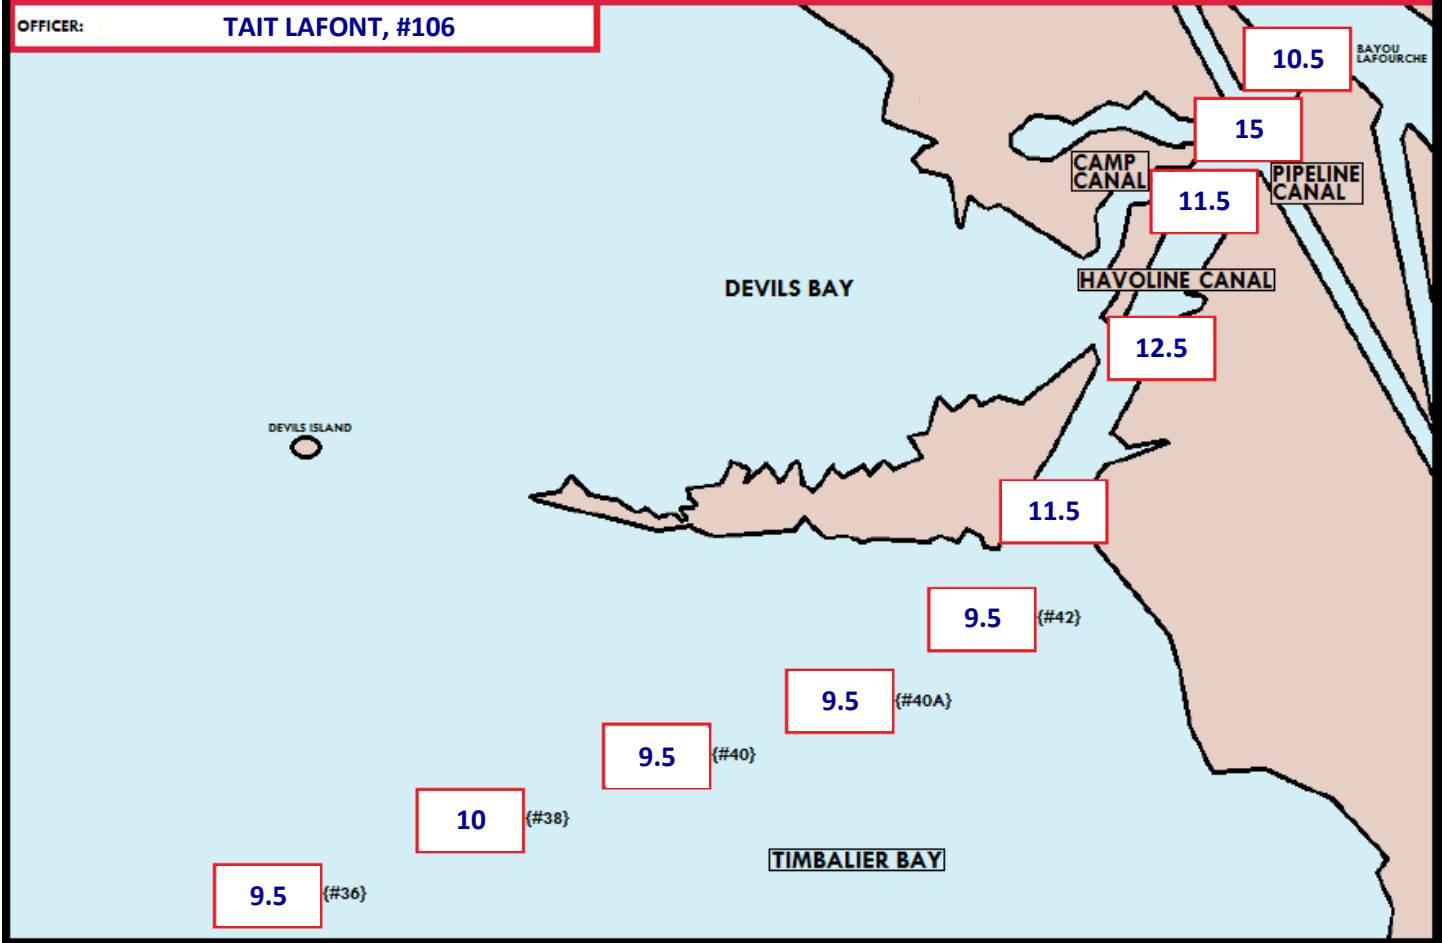 OFFICER: TAIT LAFONT, #106
10.5
BAYOU
LAFOURCHE
15
CAMP
CANAL
PIPELINE
CANAL
11.5
DEVILS BAY
HAVOLINE CANAL
12.5
DEVILS ISLAND
11.5
9.5 {#42}
9.5 {#40A}
9.5 {#40}
10 {#38}
TIMBALIER BAY
9.5 {#36}